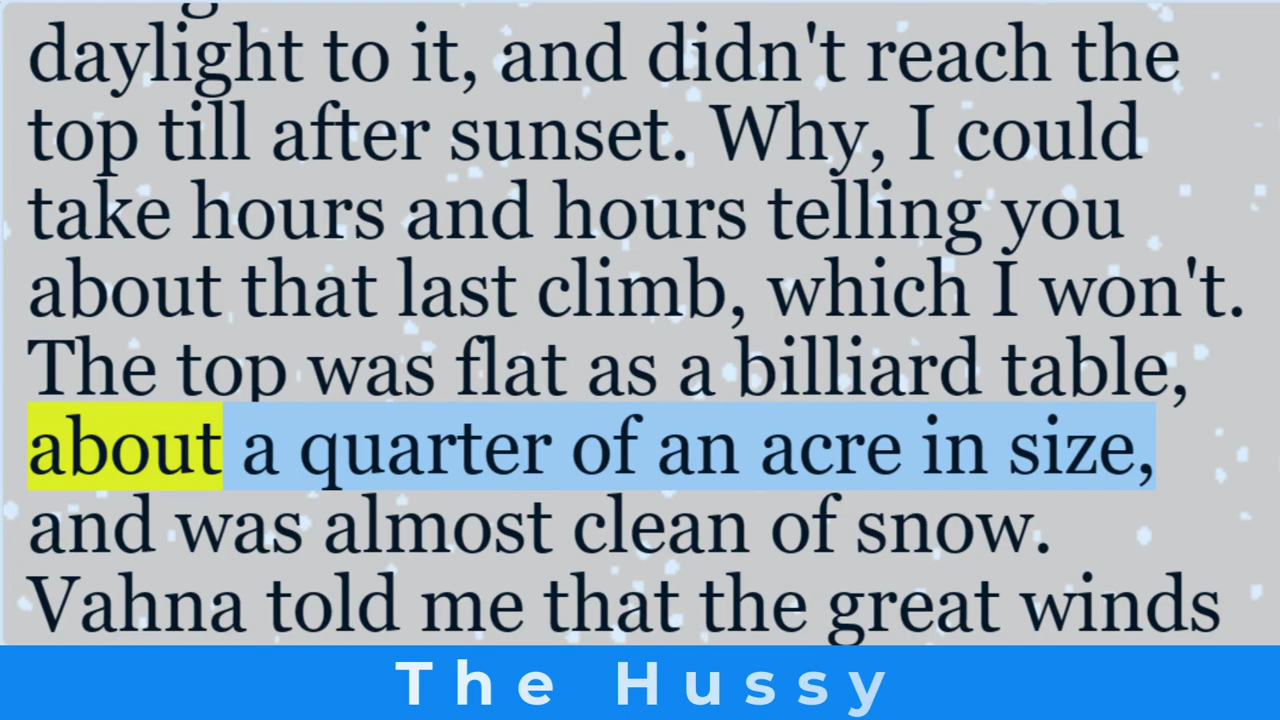 daylight to it, and didn't reach the
top till after sunset. Why, I could
take hours and hours telling you
about that last climb, which I won't.
The top was flat as a billiard table,
about a quarter of an acre in size,
and was almost clean of snow.
Vahna told me that the great winds
The Hussy